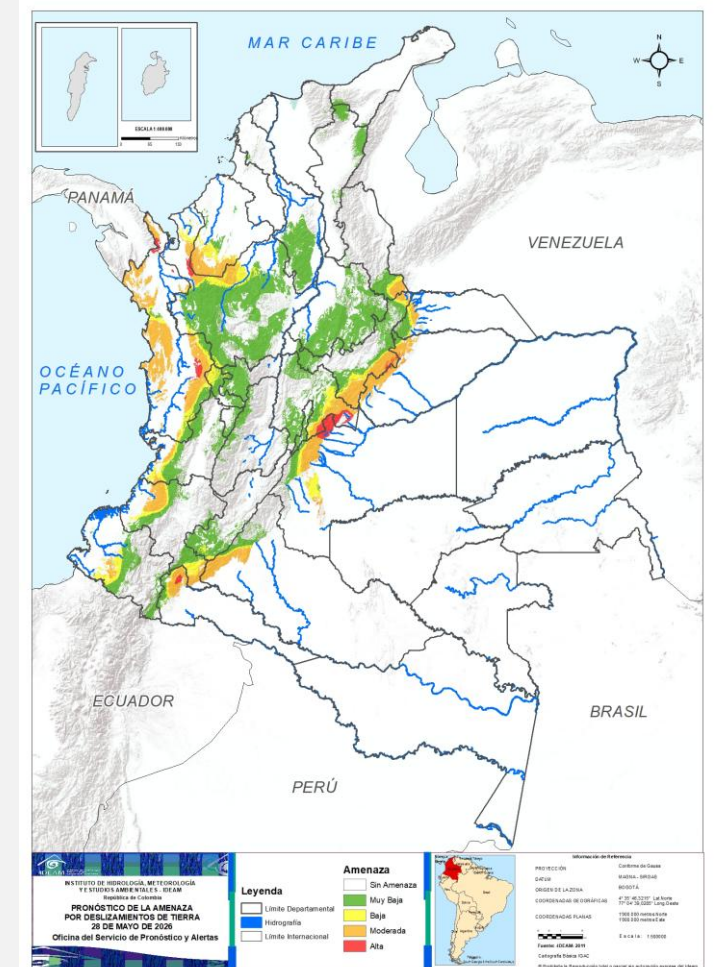 MAR CARIBE
N
W
E
S
ESCALA 1:600.000
PANAMÁ
VENEZUELA
OCÉANO
PACÍFICO
ECUADOR
BRASIL
PERÚ
IDEAM
INSTITUTO DE HIDROLOGÍA, METEOROLOGÍA
Y ESTUDIOS AMBIENTALES - IDEAM
República de Colombia
PRONÓSTICO DE LA AMENAZA
POR DESLIZAMIENTOS DE TIERRA
28 DE MAYO DE 2026
Oficina del Servicio de Pronóstico y Alertas
Leyenda
Límite Departamental
Hidrografía
Límite Internacional
Amenaza
Sin Amenaza
Muy Baja
Baja
Moderada
Alta
Información de Referencia
PROYECCIÓN Conforme de Gauss
DATUM MAGNA - SIRGAS
ORIGEN DE LA ZONA BOGOTÁ
COORDENADAS GEOGRÁFICAS
COORDENADAS PLANAS
Fuente: IDEAM 2011
Cartografía Básica IGAC